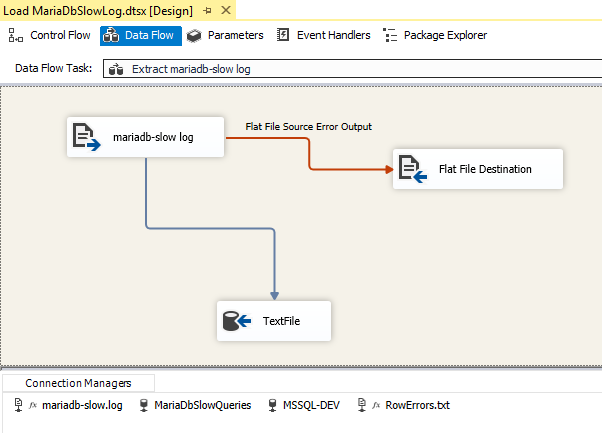 Load MariaDbSlowLog.dtsx [Design]
Control Flow Data Flow Parameters Event Handlers Package Explorer
Data Flow Task: Extract mariadb-slow log
mariadb-slow log
Flat File Source Error Output
Flat File Destination
TextFile
Connection Managers
fx mariadb-slow.log MariaDbSlowQueries MSSQL-DEV fx RowErrors.txt